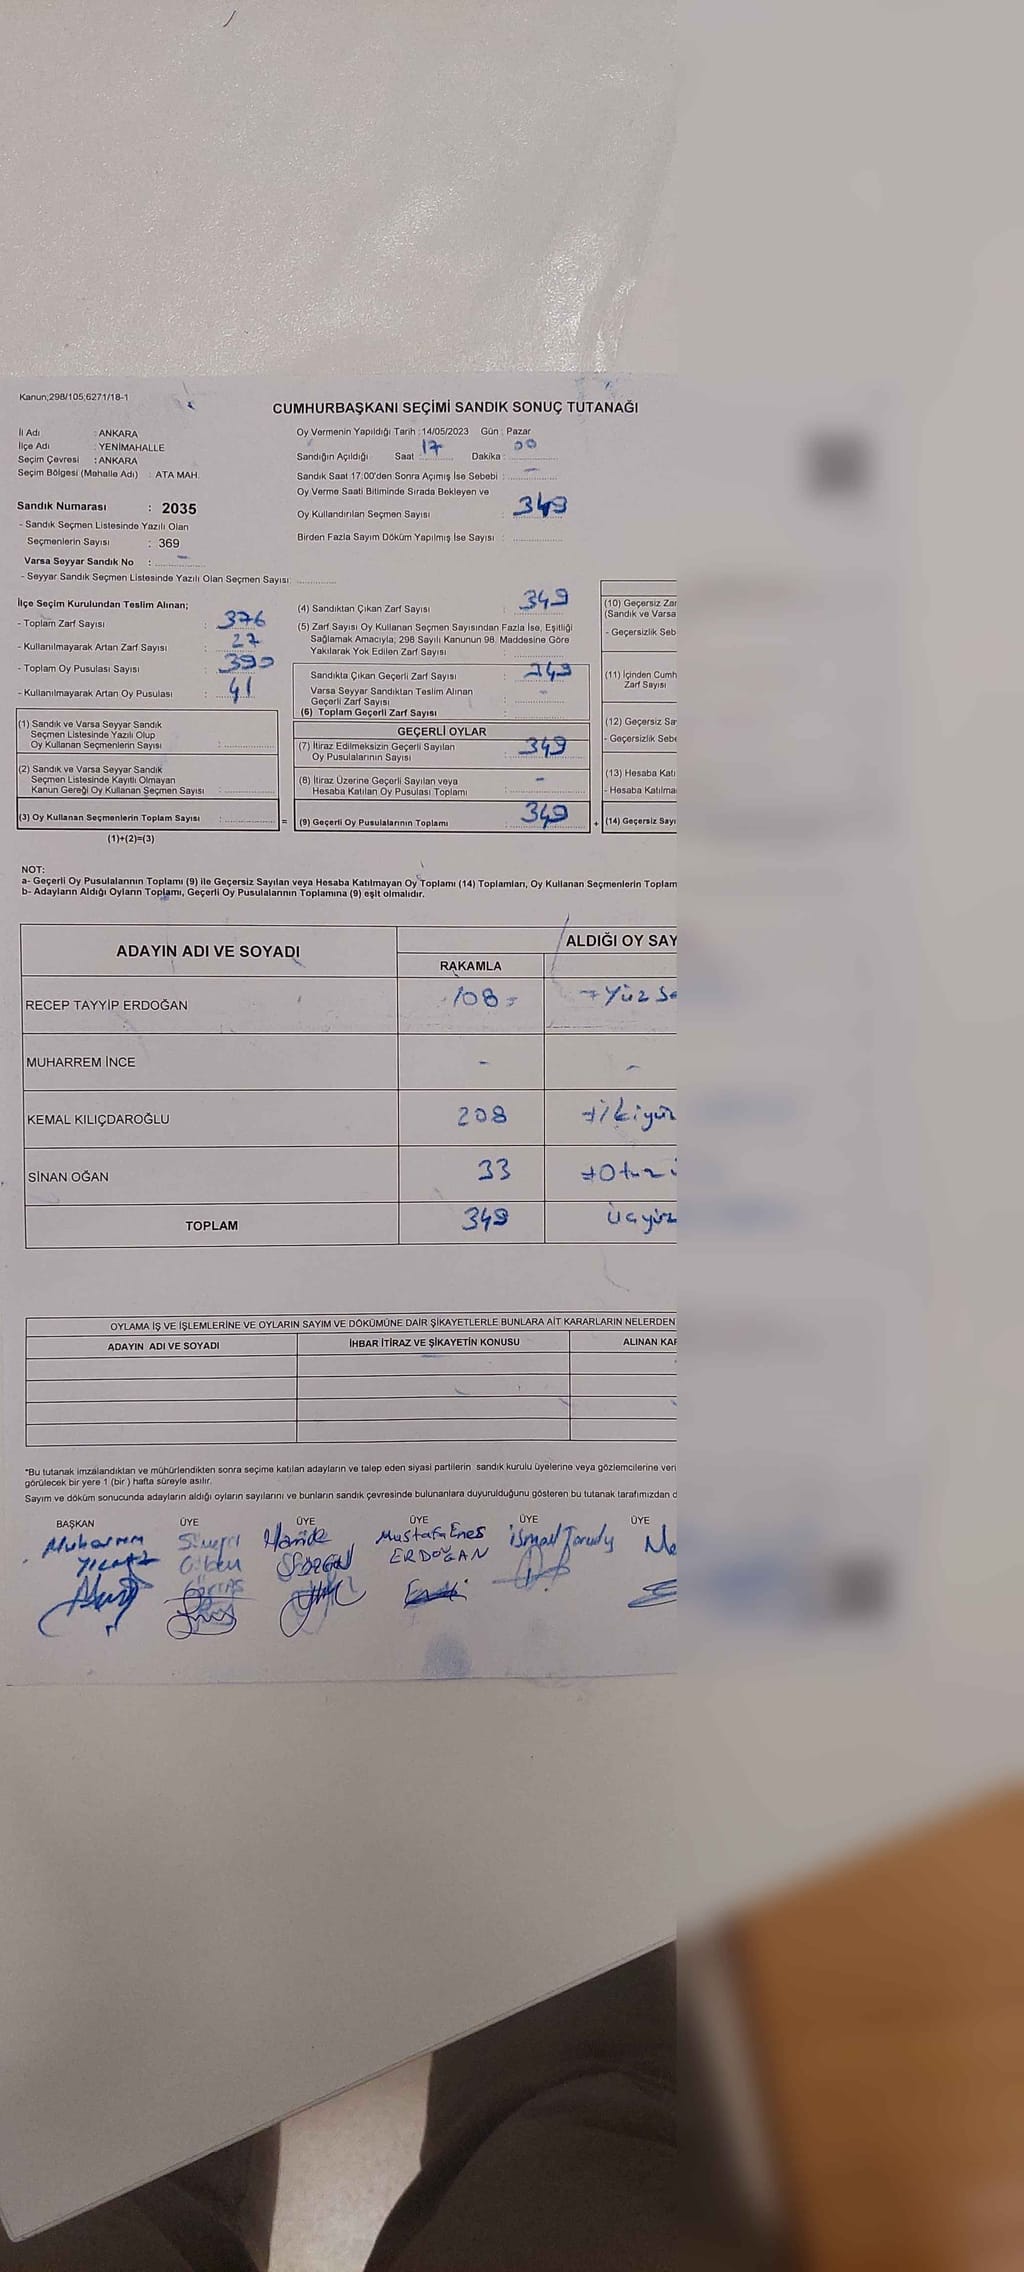 Kanun;298/105;6271/18-1
CUMHURBAŞKANI SEÇİMİ SANDIK SONUÇ TUTANAĞI
İl Adı : ANKARA
İlçe Adı : YENİMAHALLE
Seçim Çevresi : ANKARA
Seçim Bölgesi (Mahalle Adı) : ATA MAH.
Oy Vermenin Yapıldığı Tarih : 14/05/2023 Gün : Pazar
Sandığın Açıldığı Saat : 17 Dakika : 00
Sandık Saat 17:00'den Sonra Açımış İse Sebebi : -
Oy Verme Saati Bitiminde Sırada Bekleyen ve
Oy Kullandırılan Seçmen Sayısı : 349
Birden Fazla Sayım Döküm Yapılmış İse Sayısı :
Sandık Numarası : 2035
- Sandık Seçmen Listesinde Yazılı Olan
Seçmenlerin Sayısı : 369
Varsa Seyyar Sandık No : -
- Seyyar Sandık Seçmen Listesinde Yazılı Olan Seçmen Sayısı:
İlçe Seçim Kurulundan Teslim Alınan;
- Toplam Zarf Sayısı : 376
- Kullanılmayarak Artan Zarf Sayısı : 27
- Toplam Oy Pusulası Sayısı : 390
- Kullanılmayarak Artan Oy Pusulası : 41
(1) Sandık ve Varsa Seyyar Sandık
Seçmen Listesinde Yazılı Olup
Oy Kullanan Seçmenlerin Sayısı :
(2) Sandık ve Varsa Seyyar Sandık
Seçmen Listesinde Kayıtlı Olmayan
Kanun Gereği Oy Kullanan Seçmen Sayısı :
(3) Oy Kullanan Seçmenlerin Toplam Sayısı : =
(1)+(2)=(3)
(4) Sandıktan Çıkan Zarf Sayısı : 349
(5) Zarf Sayısı Oy Kullanan Seçmen Sayısından Fazla İse, Eşitliği
Sağlamak Amacıyla; 298 Sayılı Kanunun 98. Maddesine Göre
Yakılarak Yok Edilen Zarf Sayısı :
Sandıkta Çıkan Geçerli Zarf Sayısı : 349
Varsa Seyyar Sandıktan Teslim Alınan
Geçerli Zarf Sayısı : -
(6) Toplam Geçerli Zarf Sayısı :
GEÇERLİ OYLAR
(7) İtiraz Edilmeksizin Geçerli Sayılan
Oy Pusulalarının Sayısı : 349
(8) İtiraz Üzerine Geçerli Sayılan veya
Hesaba Katılan Oy Pusulası Toplamı : -
(9) Geçerli Oy Pusulalarının Toplamı : 349 +
(10) Geçersiz Zar
(Sandık ve Varsa
- Geçersizlik Seb
(11) İçinden Cumh
Zarf Sayısı
(12) Geçersiz Sa
- Geçersizlik Sebe
(13) Hesaba Katı
- Hesaba Katılma
(14) Geçersiz Sayı
NOT:
a- Geçerli Oy Pusulalarının Toplamı (9) ile Geçersiz Sayılan veya Hesaba Katılmayan Oy Toplamı (14) Toplamları, Oy Kullanan Seçmenlerin Toplam
b- Adayların Aldığı Oyların Toplamı, Geçerli Oy Pusulalarının Toplamına (9) eşit olmalıdır.
ADAYIN ADI VE SOYADI ALDIĞI OY SAY
RAKAMLA
RECEP TAYYİP ERDOĞAN 108 Yüz Se
MUHARREM İNCE - -
KEMAL KILIÇDAROĞLU 208 İkiyüz
SİNAN OĞAN 33 Otuz
TOPLAM 349 Üçyüz
OYLAMA İŞ VE İŞLEMLERİNE VE OYLARIN SAYIM VE DÖKÜMÜNE DAİR ŞİKAYETLERLE BUNLARA AİT KARARLARIN NELERDEN
ADAYIN ADI VE SOYADI İHBAR İTİRAZ VE ŞİKAYETİN KONUSU ALINAN KAR
*Bu tutanak imzalandıktan ve mühürlendikten sonra seçime katılan adayların ve talep eden siyasi partilerin sandık kurulu üyelerine veya gözlemcilerine veri
görülecek bir yere 1 (bir ) hafta süreyle asılır.
Sayım ve döküm sonucunda adayların aldığı oyların sayılarını ve bunların sandık çevresinde bulunanlara duyurulduğunu gösteren bu tutanak tarafımızdan d
BAŞKAN ÜYE ÜYE ÜYE ÜYE ÜYE
Muharrem Hamide Mustafa Enes İsmail
ERDOĞAN